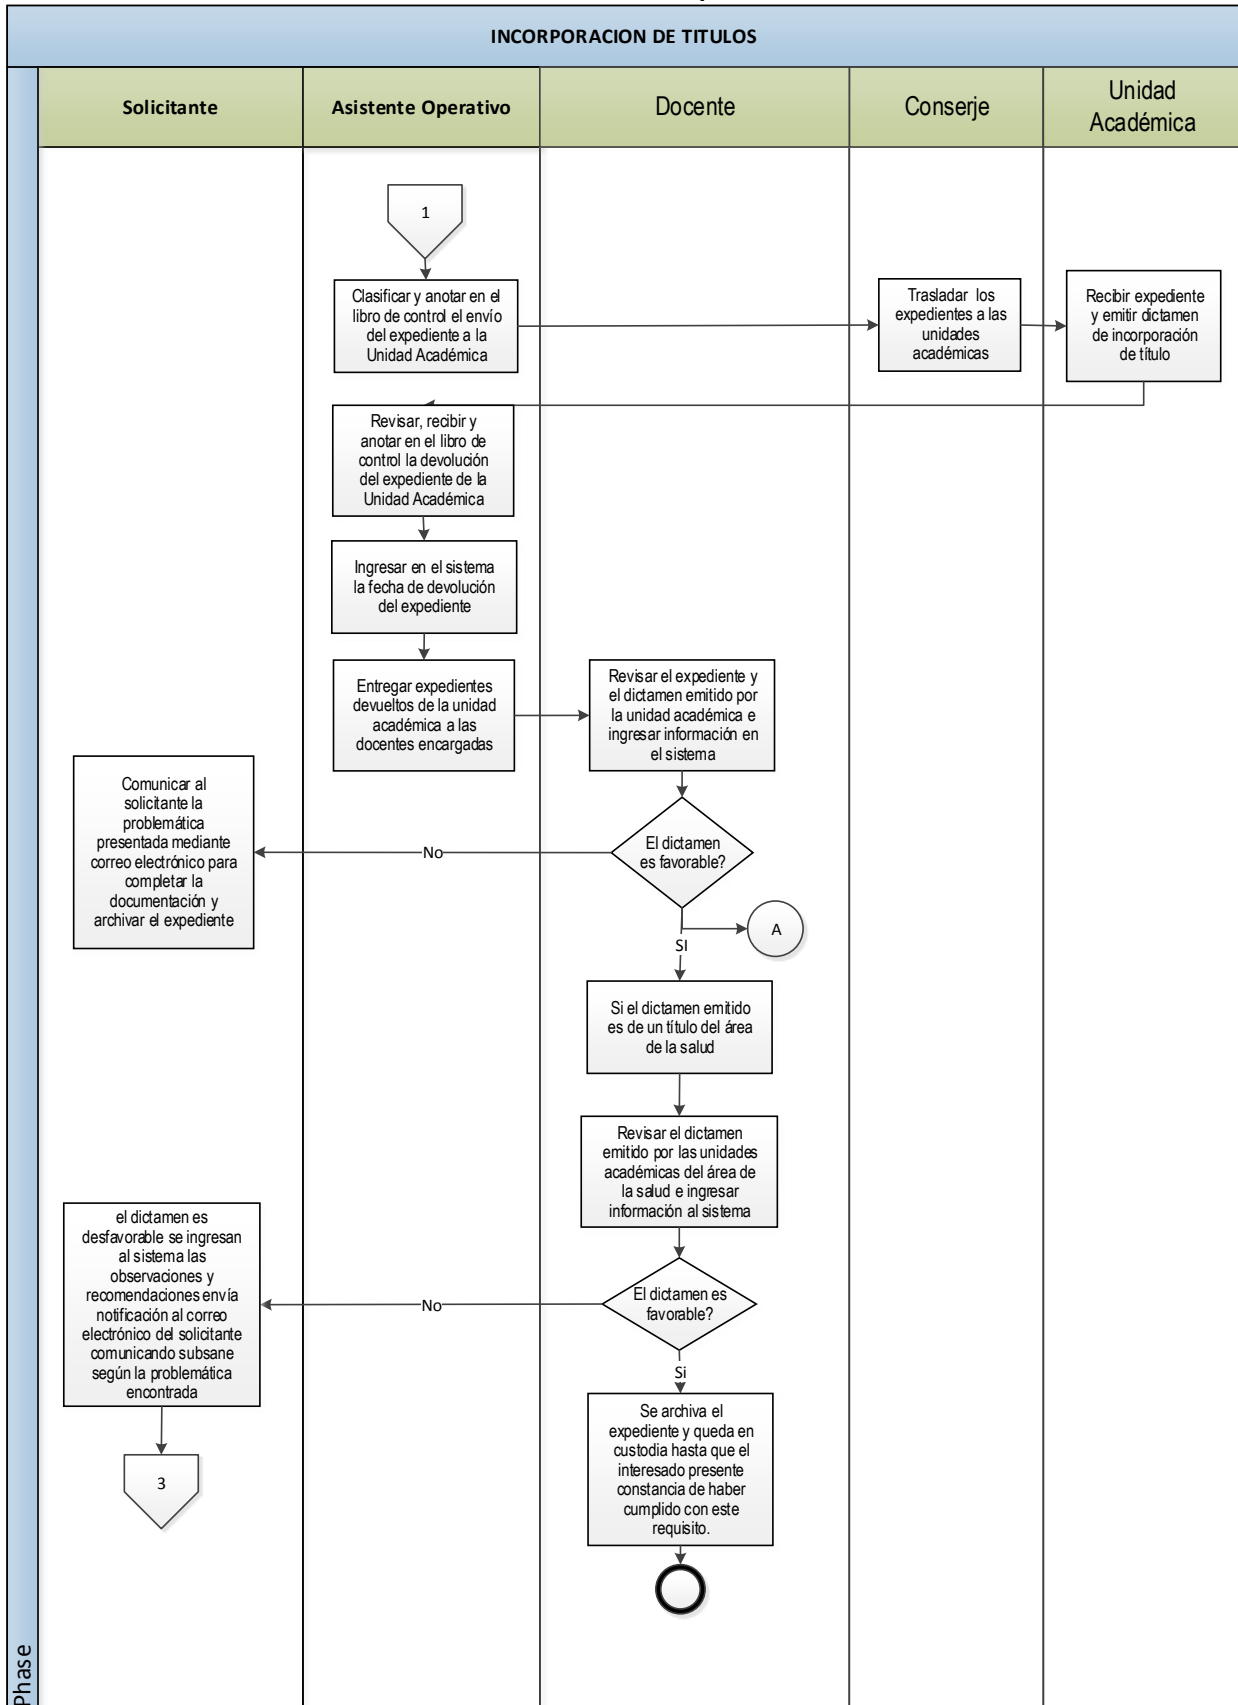 INCORPORACION DE TITULOS
Solicitante
Asistente Operativo
Docente
Conserje
Unidad
Académica
1
Clasificar y anotar en el
libro de control el envío
del expediente a la
Unidad Académica
Trasladar los
expedientes a las
unidades
académicas
Recibir expediente
y emitir dictamen
de incorporación
de título
Revisar, recibir y
anotar en el libro de
control la devolución
del expediente de la
Unidad Académica
Ingresar en el sistema
la fecha de devolución
del expediente
Entregar expedientes
devueltos de la unidad
académica a las
docentes encargadas
Revisar el expediente y
el dictamen emitido por
la unidad académica e
ingresar información en
el sistema
Comunicar al
solicitante la
problemática
presentada mediante
correo electrónico para
completar la
documentación y
archivar el expediente
No
El dictamen
es favorable?
A
SI
Si el dictamen emitido
es de un título del área
de la salud
Revisar el dictamen
emitido por las unidades
académicas del área de
la salud e ingresar
información al sistema
el dictamen es
desfavorable se ingresan
al sistema las
observaciones y
recomendaciones envía
notificación al correo
electrónico del solicitante
comunicando subsane
según la problemática
encontrada
No
El dictamen es
favorable?
Si
Se archiva el
expediente y queda en
custodia hasta que el
interesado presente
constancia de haber
cumplido con este
requisito.
3
Phase